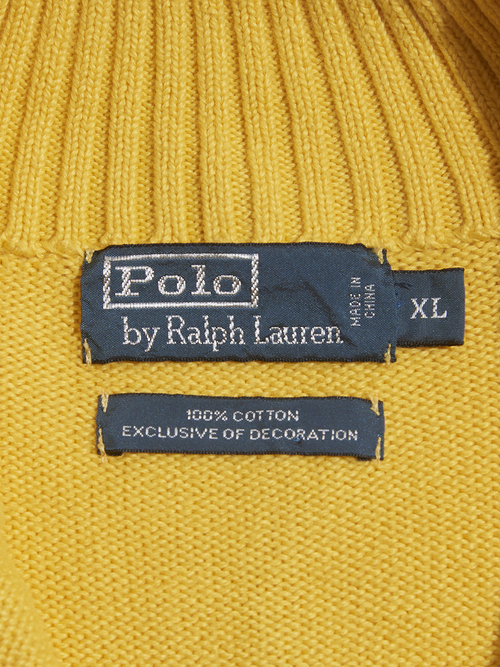 Polo
by Ralph Lauren
MADE IN
CHINA
XL
100% COTTON
EXCLUSIVE OF DECORATION